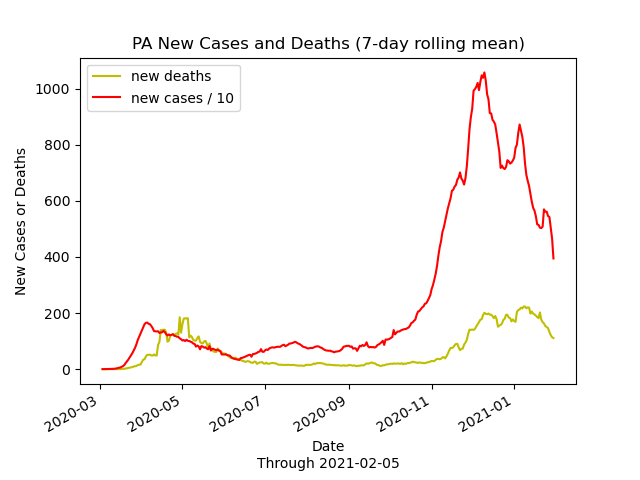 PA New Cases and Deaths (7-day rolling mean)
new deaths
new cases / 10
New Cases or Deaths
1000
800
600
400
200
0
2020-03
2020-05
2020-07
2020-09
2020-11
2021-01
Date
Through 2021-02-05